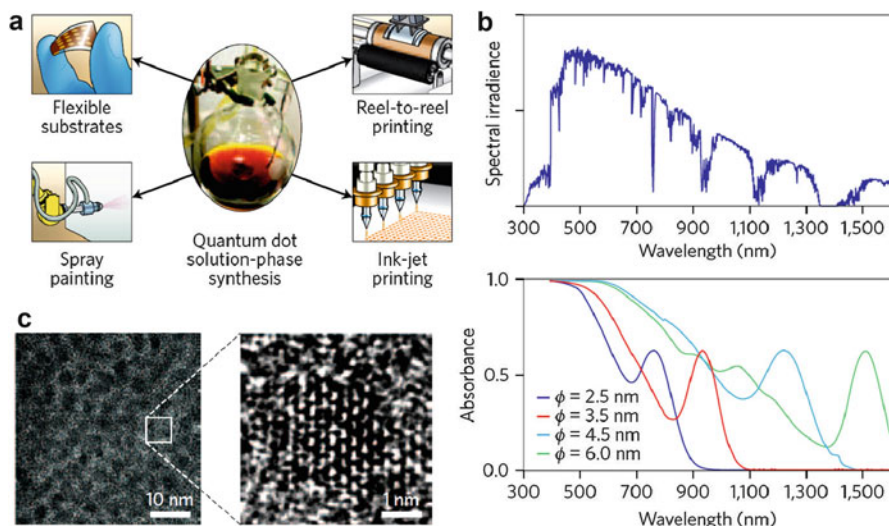 a
Flexible
substrates
Reel-to-reel
printing
Spray
painting
Quantum dot
solution-phase
synthesis
Ink-jet
printing
b
Spectral irradience
300 500 700 900 1,100 1,300 1,500
Wavelength (nm)
Absorbance
1.0
0.5
0.0
ϕ = 2.5 nm
ϕ = 3.5 nm
ϕ = 4.5 nm
ϕ = 6.0 nm
300 500 700 900 1,100 1,300 1,500
Wavelength (nm)
c
10 nm
1 nm